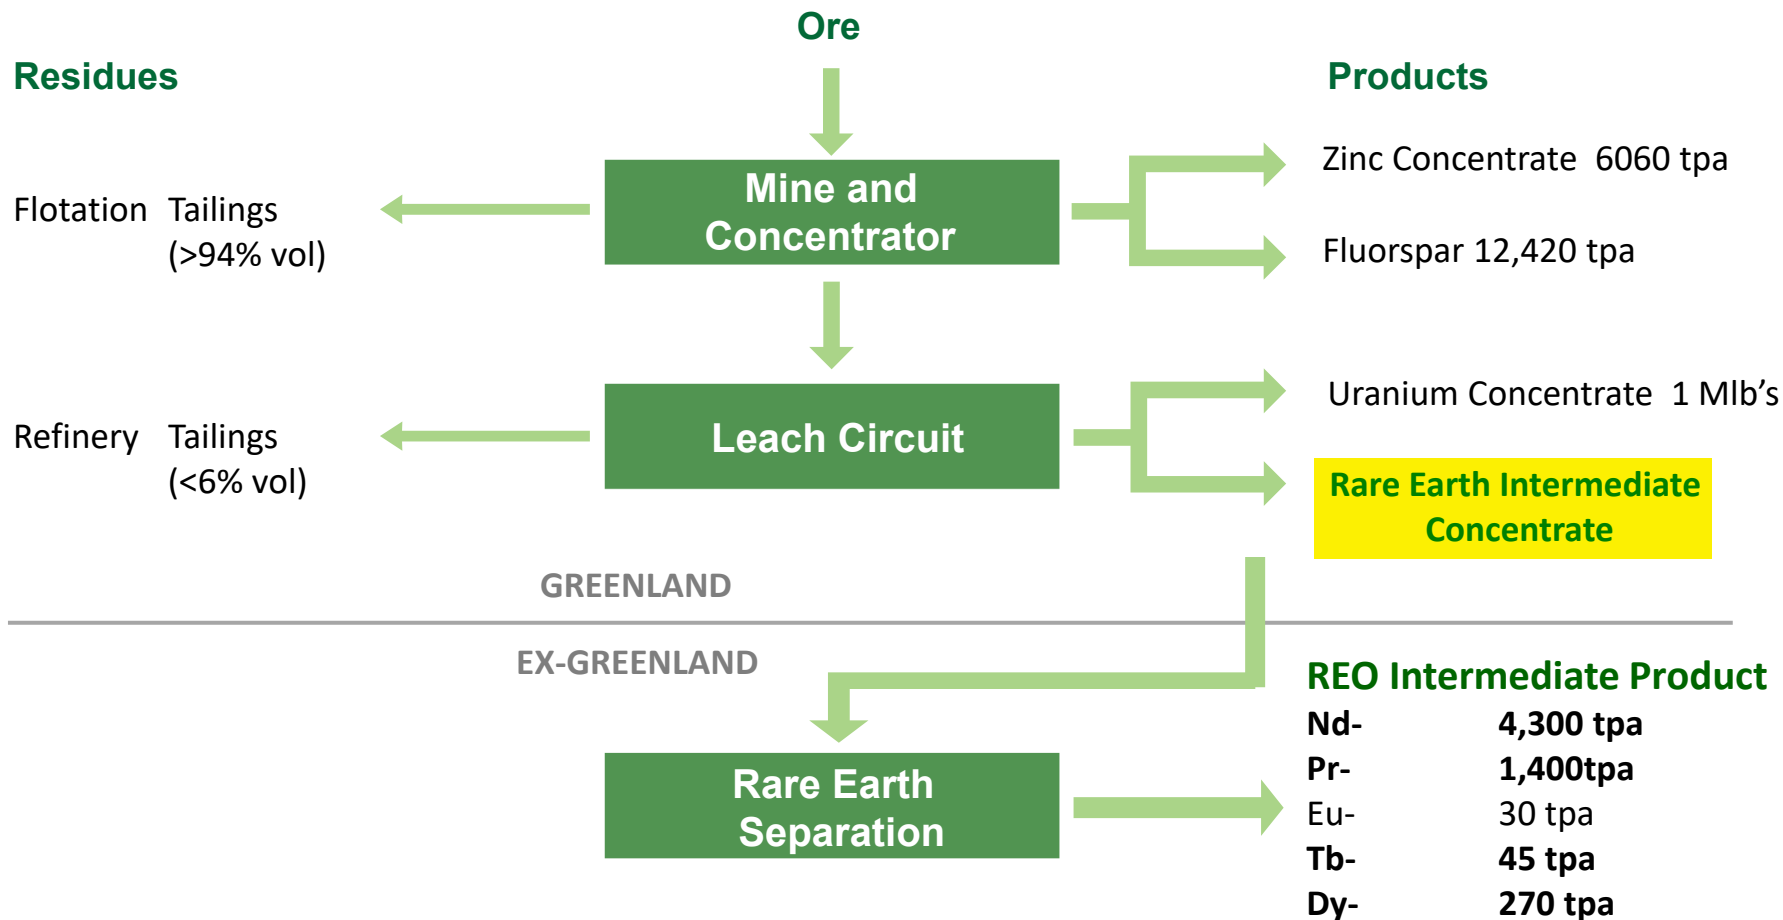 Ore
Residues
Products
Zinc Concentrate  6060 tpa
Mine and
Concentrator
Flotation   Tailings
(>94% vol)
Fluorspar 12,420 tpa
Uranium Concentrate  1 Mlb’s
Leach Circuit
Refinery   Tailings
(<6% vol)
Rare Earth Intermediate
Concentrate
GREENLAND
EX-GREENLAND
REO Intermediate Product
Nd-   4,300 tpa
Pr-   1,400tpa
Rare Earth
Separation
Eu-   30 tpa
Tb-   45 tpa
Dy-   270 tpa